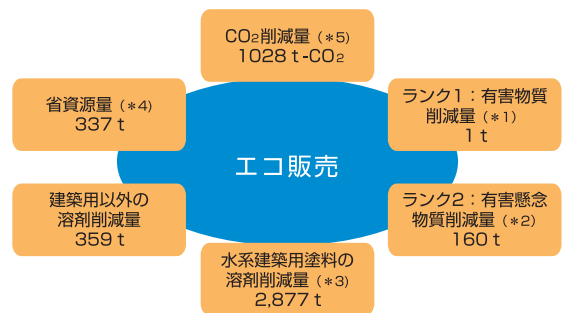 CO₂削減量（*5）
1028 t-CO₂
省資源量（*4）
337 t
ランク1：有害物質
削減量（*1）
1 t
エコ販売
建築用以外の
溶剤削減量
359 t
ランク2：有害懸念
物質削減量（*2）
160 t
水系建築用塗料の
溶剤削減量（*3）
2,877 t